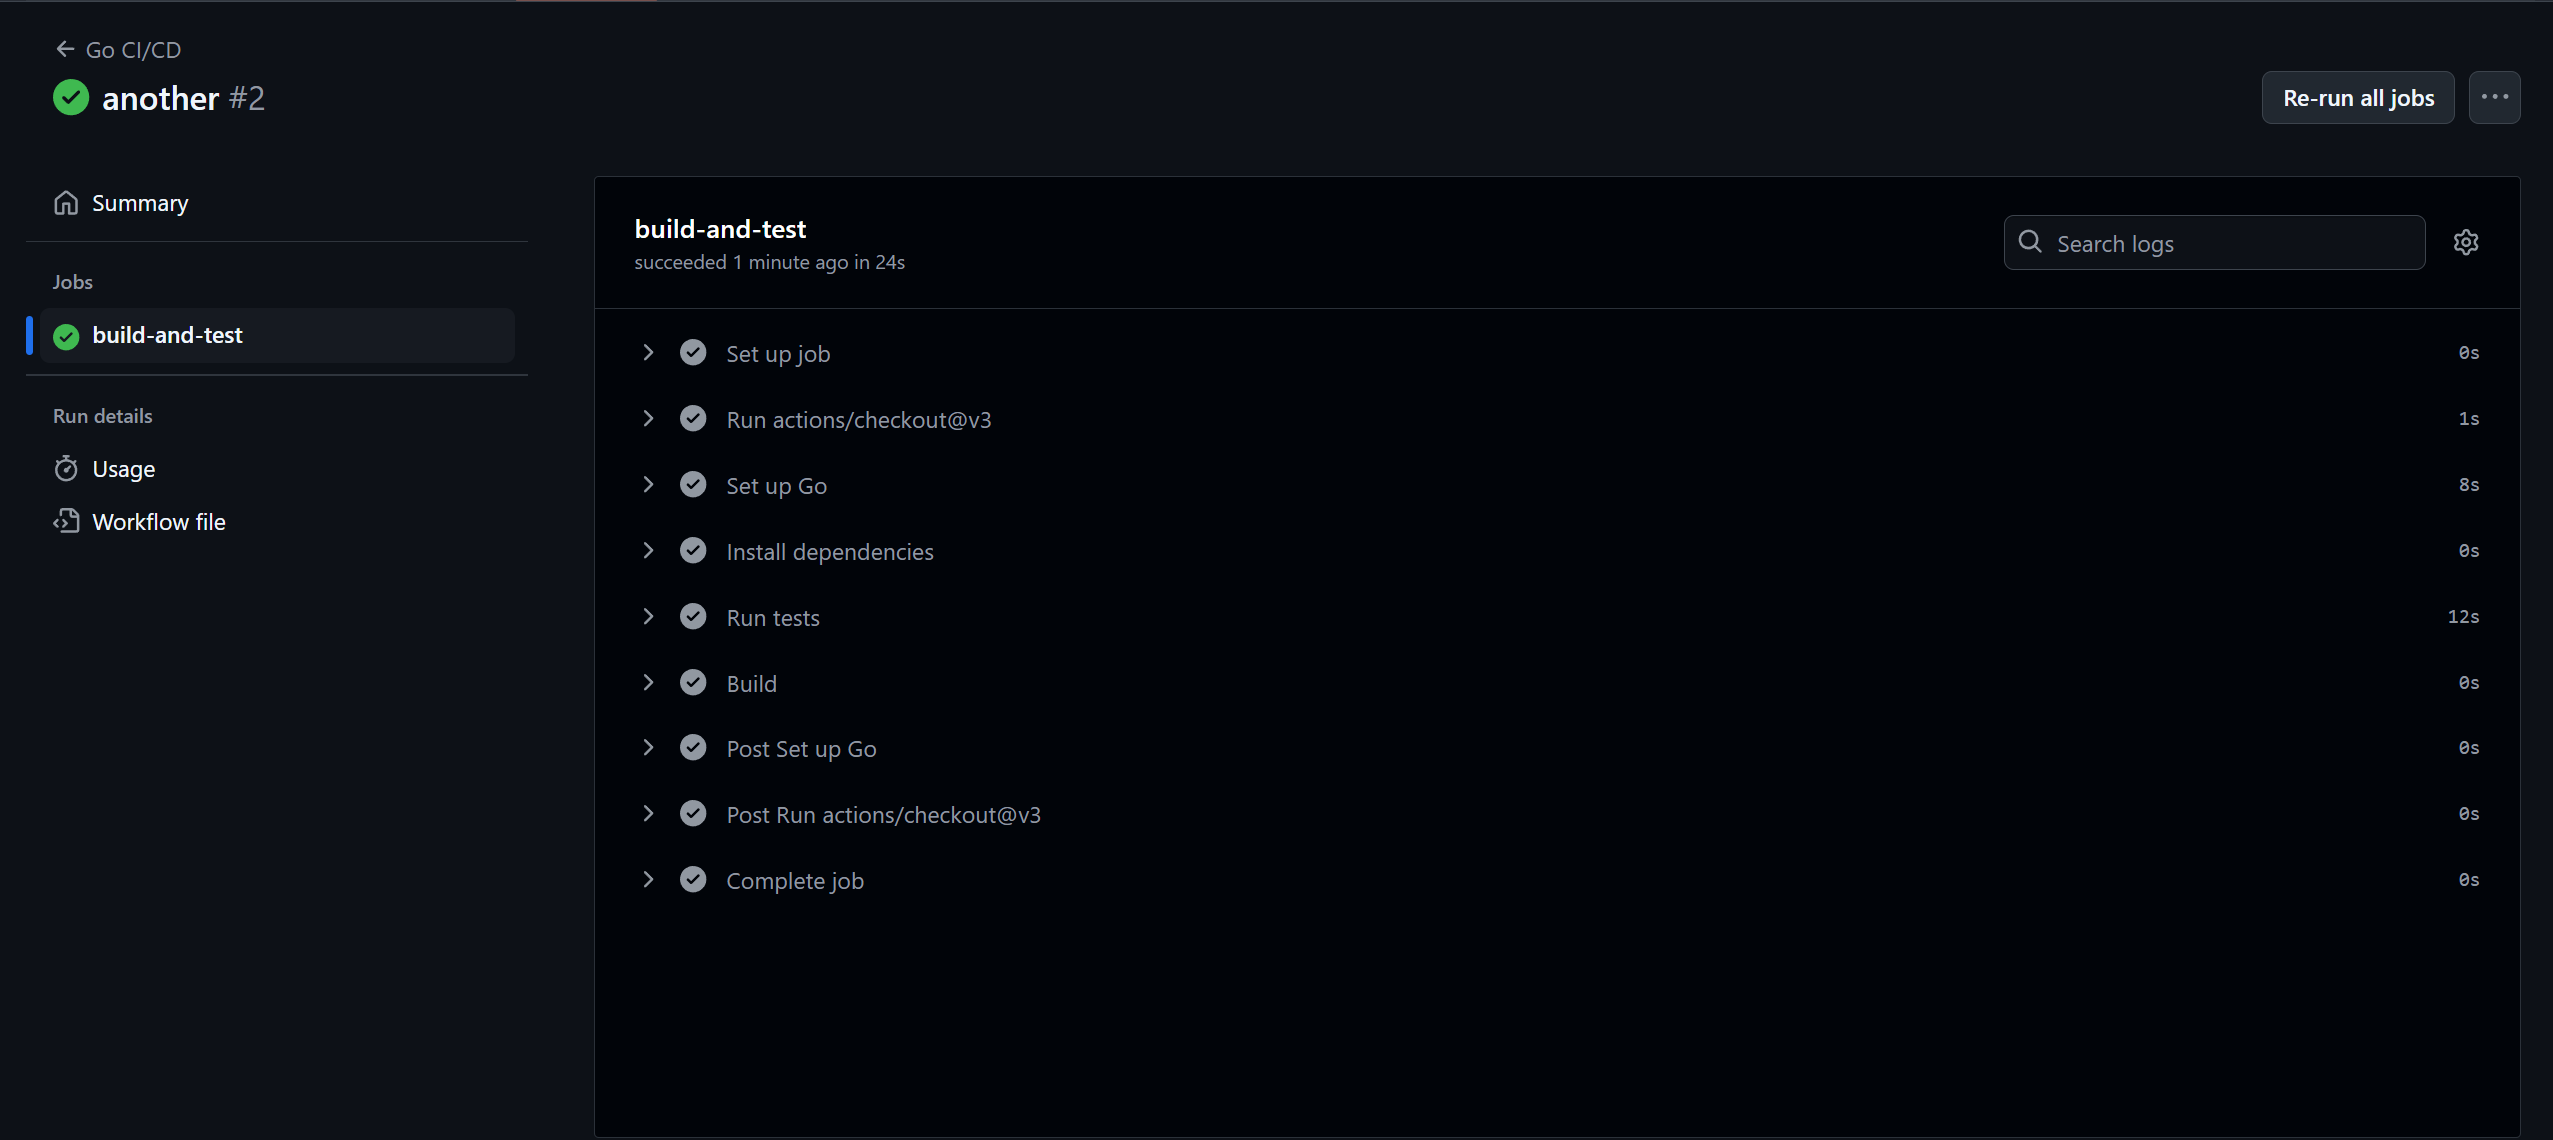 Go CI/CD
another #2
Re-run all jobs
Summary
Jobs
build-and-test
Run details
Usage
Workflow file
build-and-test
succeeded 1 minute ago in 24s
Search logs
Set up job 0s
Run actions/checkout@v3 1s
Set up Go 8s
Install dependencies 0s
Run tests 12s
Build 0s
Post Set up Go 0s
Post Run actions/checkout@v3 0s
Complete job 0s